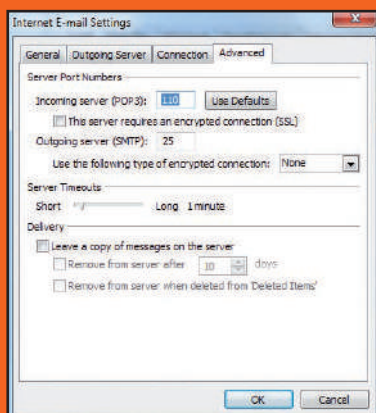 Internet E-mail Settings
General Outgoing Server Connection Advanced
Server Port Numbers
Incoming server (POP3): 110 Use Defaults
This server requires an encrypted connection (SSL)
Outgoing server (SMTP): 25
Use the following type of encrypted connection: None
Server Timeouts
Short Long 1 minute
Delivery
Leave a copy of messages on the server
Remove from server after 10 days
Remove from server when deleted from 'Deleted Items'
OK Cancel